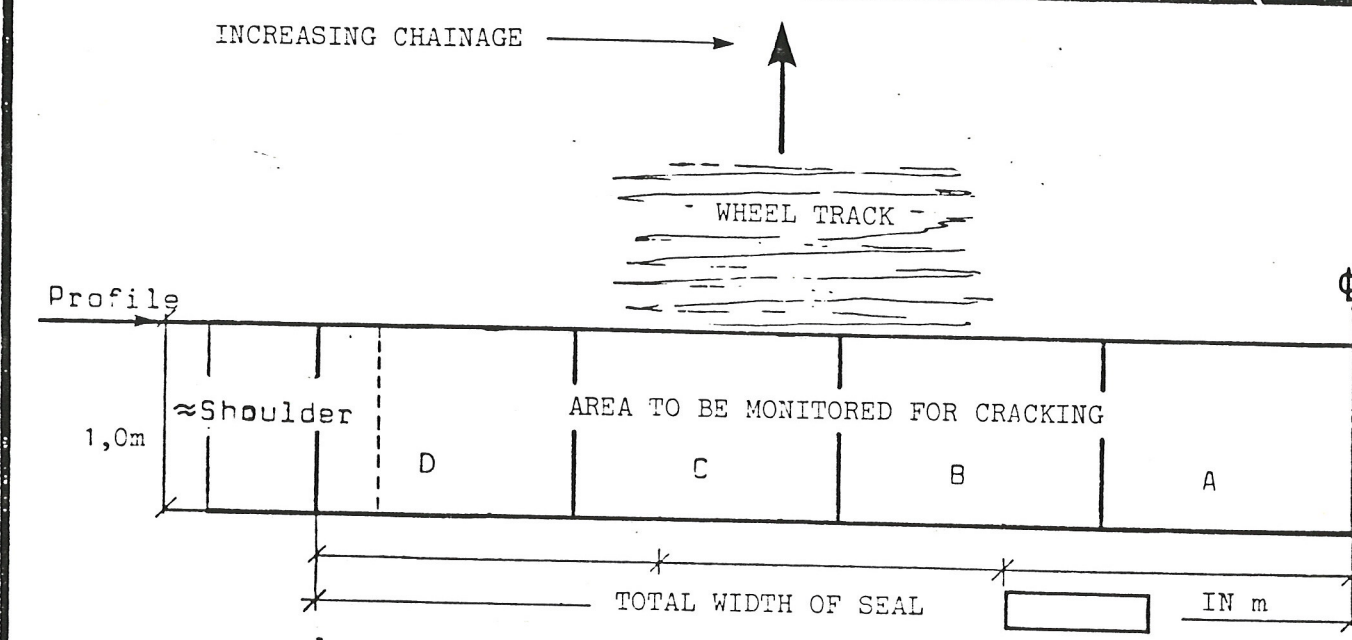 INCREASING CHAINAGE
- WHEEL TRACK -
Profile
℄
≈Shoulder
AREA TO BE MONITORED FOR CRACKING
1,0m
D C B A
TOTAL WIDTH OF SEAL IN m